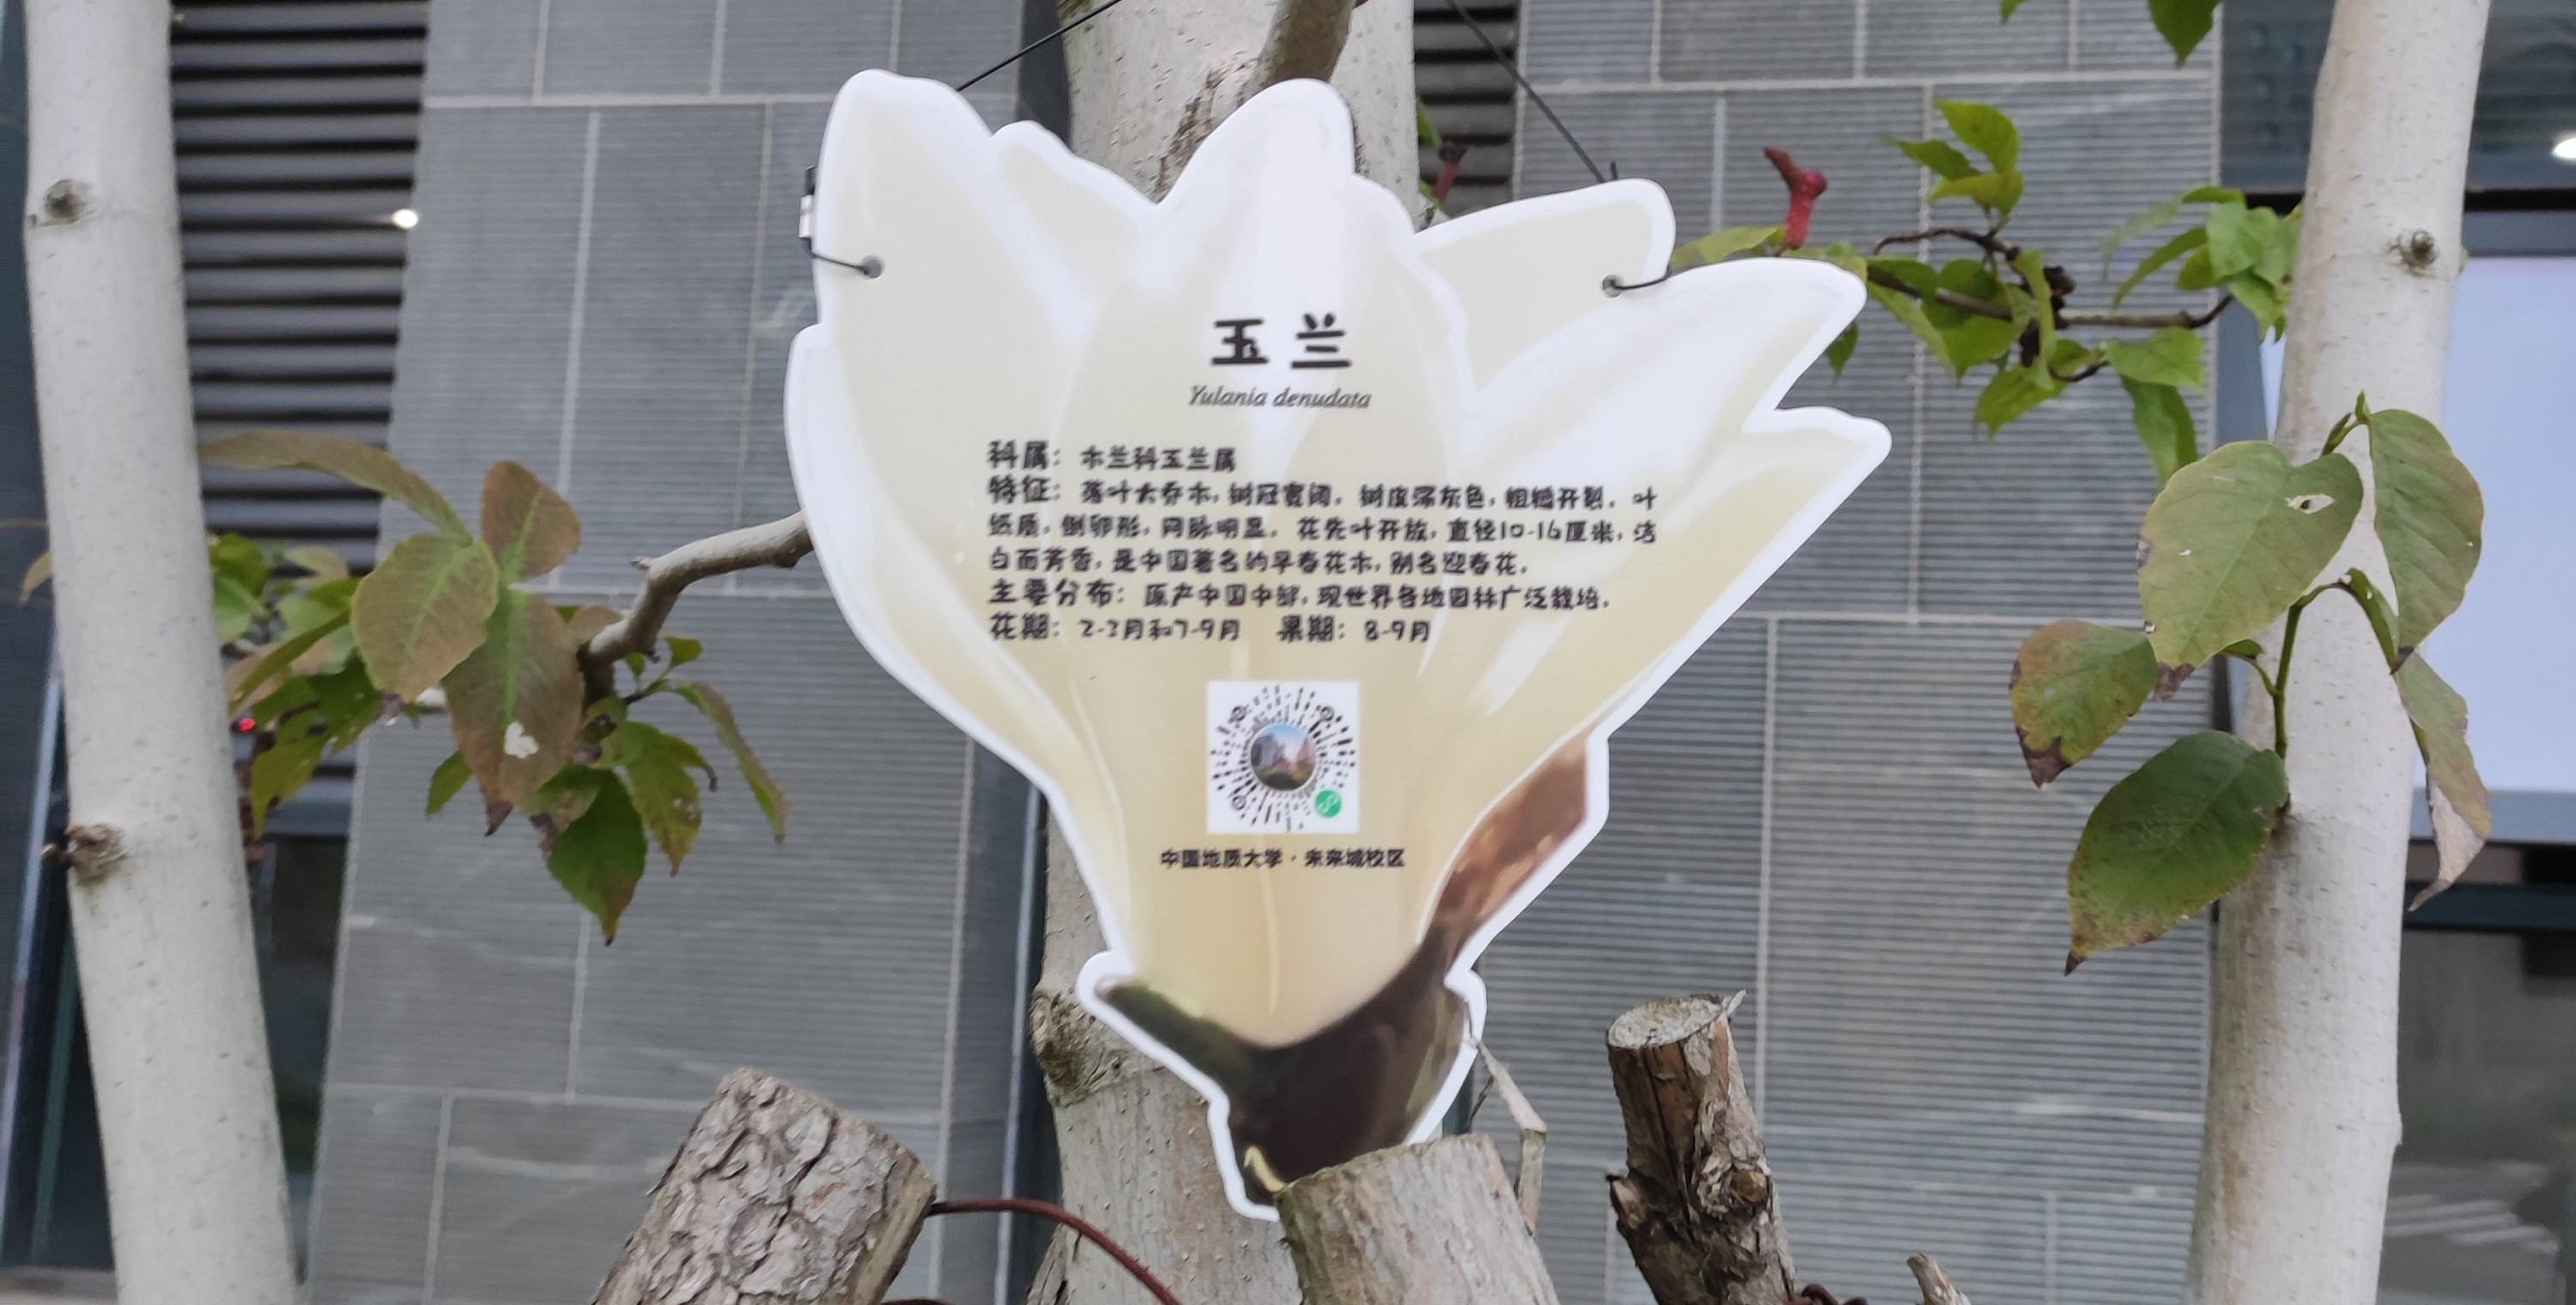 玉兰
Yulania denudata
科属：木兰科玉兰属
特征：落叶大乔木，树冠宽阔，树皮深灰色，粗糙开裂，叶
纸质，倒卵形，网脉明显，花先叶开放，直径10-16厘米，洁
白而芳香，是中国著名的早春花木，别名迎春花。
主要分布：原产中国中部，现世界各地园林广泛栽培。
花期：2-3月和7-9月 果期：8-9月
中国地质大学·未来城校区